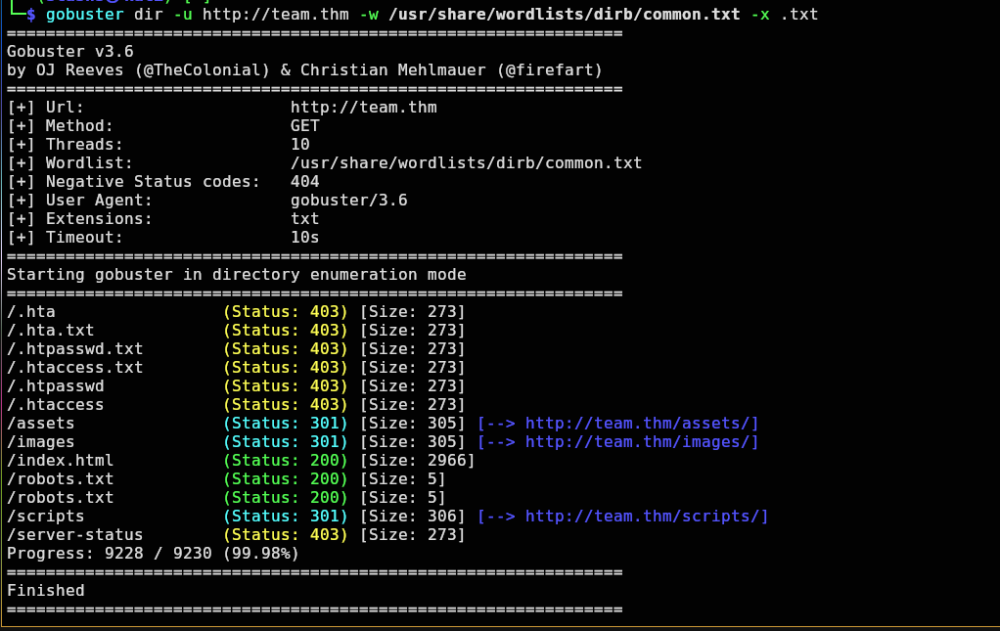 $ gobuster dir -u http://team.thm -w /usr/share/wordlists/dirb/common.txt -x .txt
===============================================================
Gobuster v3.6
by OJ Reeves (@TheColonial) & Christian Mehlmauer (@firefart)
===============================================================
[+] Url:                     http://team.thm
[+] Method:                  GET
[+] Threads:                 10
[+] Wordlist:                /usr/share/wordlists/dirb/common.txt
[+] Negative Status codes:   404
[+] User Agent:              gobuster/3.6
[+] Extensions:              txt
[+] Timeout:                 10s
===============================================================
Starting gobuster in directory enumeration mode
===============================================================
/.hta                 (Status: 403) [Size: 273]
/.hta.txt             (Status: 403) [Size: 273]
/.htpasswd.txt        (Status: 403) [Size: 273]
/.htaccess.txt        (Status: 403) [Size: 273]
/.htpasswd            (Status: 403) [Size: 273]
/.htaccess            (Status: 403) [Size: 273]
/assets               (Status: 301) [Size: 305] [--> http://team.thm/assets/]
/images               (Status: 301) [Size: 305] [--> http://team.thm/images/]
/index.html           (Status: 200) [Size: 2966]
/robots.txt           (Status: 200) [Size: 5]
/robots.txt           (Status: 200) [Size: 5]
/scripts              (Status: 301) [Size: 306] [--> http://team.thm/scripts/]
/server-status        (Status: 403) [Size: 273]
Progress: 9228 / 9230 (99.98%)
===============================================================
Finished
===============================================================